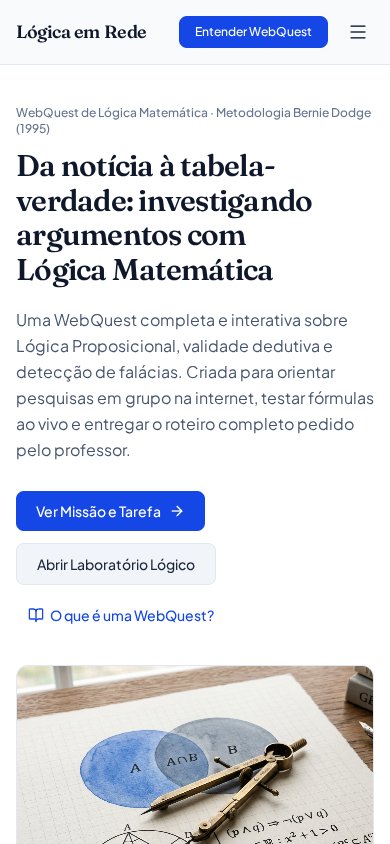 Lógica em Rede
Entender WebQuest
WebQuest de Lógica Matemática · Metodologia Bernie Dodge
(1995)
Da notícia à tabela-
verdade: investigando
argumentos com
Lógica Matemática
Uma WebQuest completa e interativa sobre
Lógica Proposicional, validade dedutiva e
detecção de falácias. Criada para orientar
pesquisas em grupo na internet, testar fórmulas
ao vivo e entregar o roteiro completo pedido
pelo professor.
Ver Missão e Tarefa
Abrir Laboratório Lógico
O que é uma WebQuest?
A
A∩B
B
GE
A
(p∧q) → ¬(p∨q)